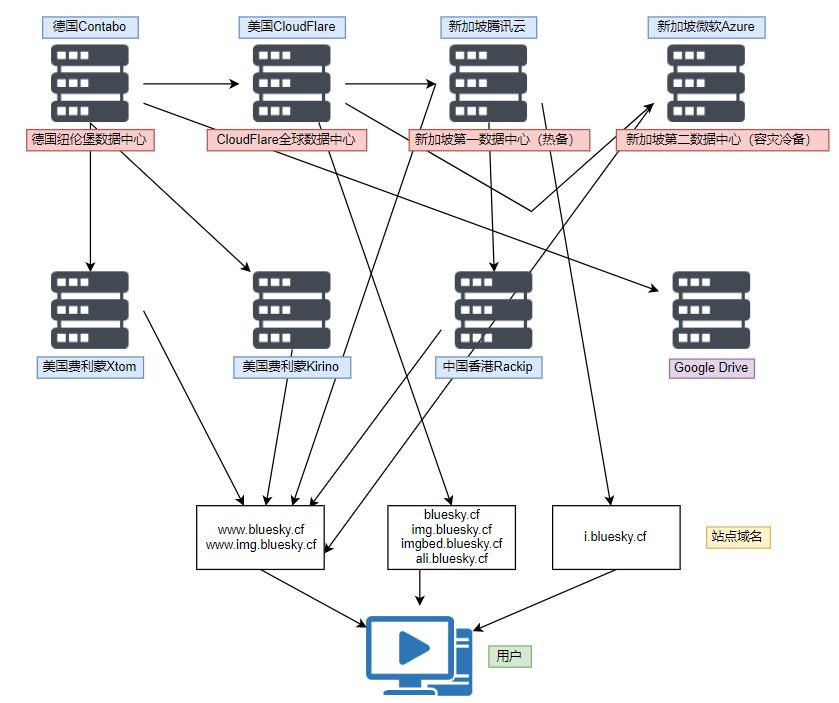 德国Contabo
美国CloudFlare
新加坡腾讯云
新加坡微软Azure
德国纽伦堡数据中心
CloudFlare全球数据中心
新加坡第一数据中心（热备）
新加坡第二数据中心（容灾冷备）
美国费利蒙Xtom
美国费利蒙Kirino
中国香港Rackip
Google Drive
www.bluesky.cf
www.img.bluesky.cf
bluesky.cf
img.bluesky.cf
imgbed.bluesky.cf
ali.bluesky.cf
i.bluesky.cf
站点域名
用户